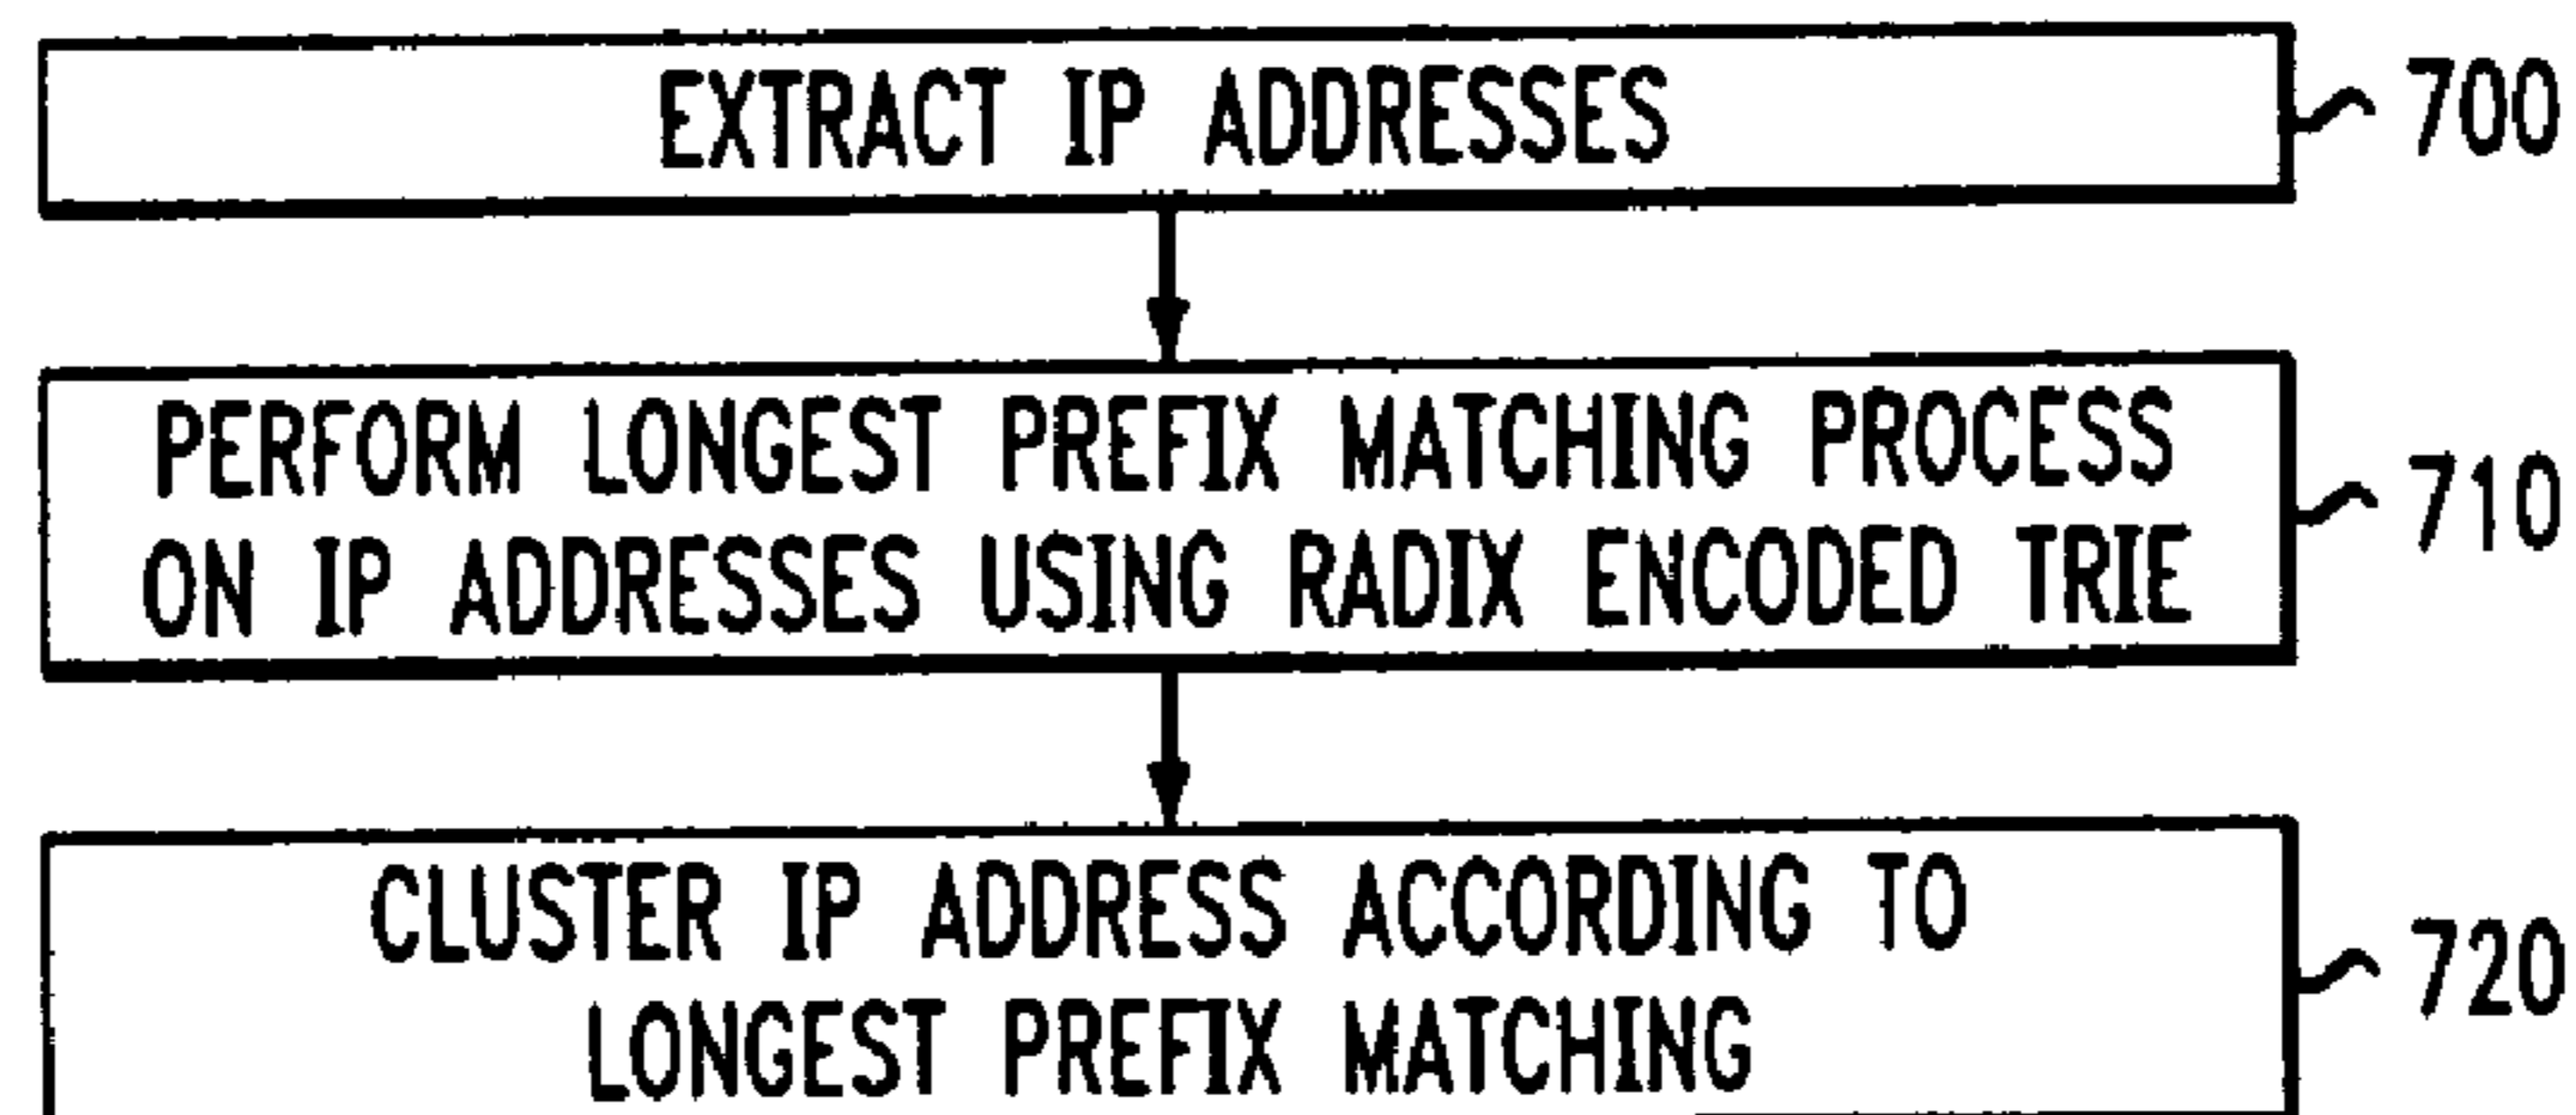 EXTRACT IP ADDRESSES
700
PERFORM LONGEST PREFIX MATCHING PROCESS
ON IP ADDRESSES USING RADIX ENCODED TRIE
710
CLUSTER IP ADDRESS ACCORDING TO
LONGEST PREFIX MATCHING
720